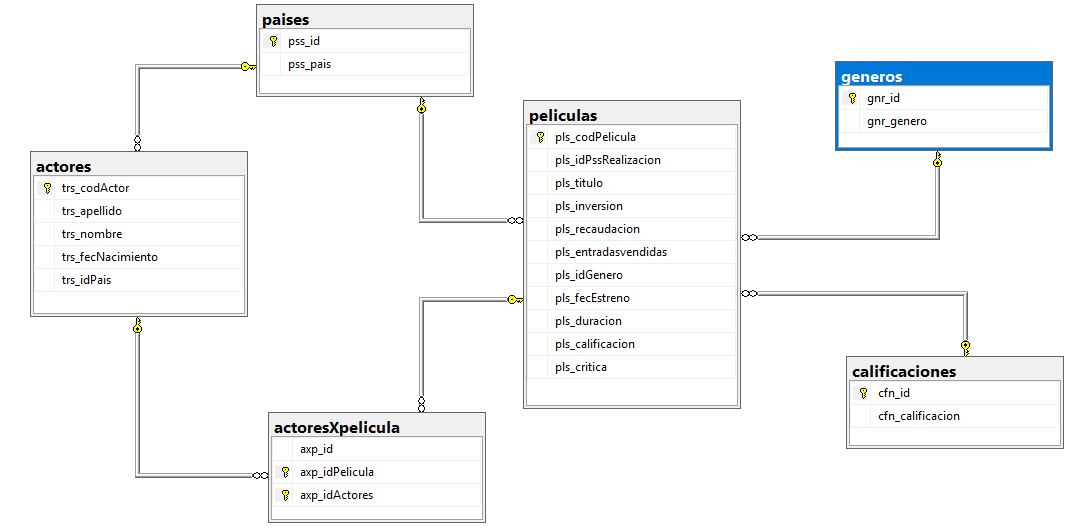 paises
pss_id
pss_pais
actores
trs_codActor
trs_apellido
trs_nombre
trs_fecNacimiento
trs_idPais
peliculas
pls_codPelicula
pls_idPssRealizacion
pls_titulo
pls_inversion
pls_recaudacion
pls_entradasvendidas
pls_idGenero
pls_fecEstreno
pls_duracion
pls_calificacion
pls_critica
generos
gnr_id
gnr_genero
calificaciones
cfn_id
cfn_calificacion
actoresXpelicula
axp_id
axp_idPelicula
axp_idActores